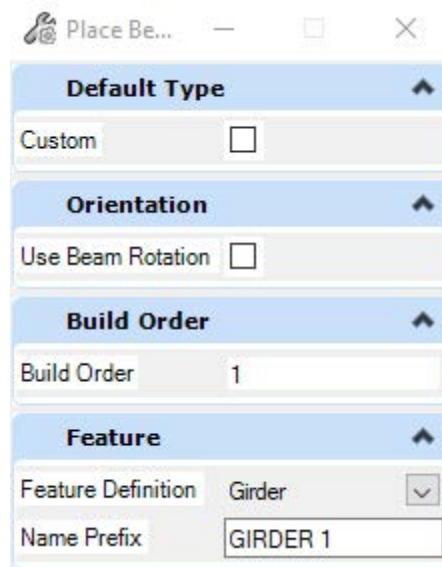 Place Be...
Default Type
Custom
Orientation
Use Beam Rotation
Build Order
Build Order 1
Feature
Feature Definition Girder
Name Prefix GIRDER 1